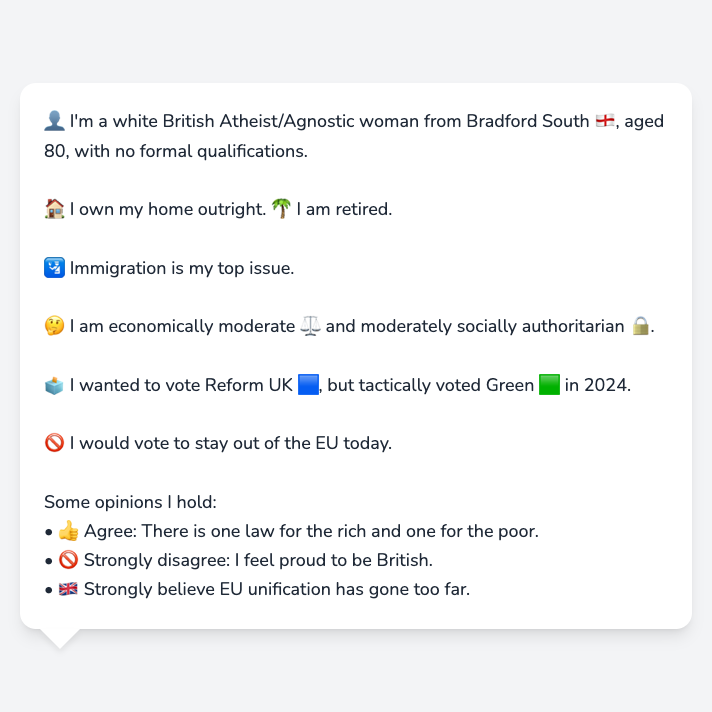 👤 I'm a white British Atheist/Agnostic woman from Bradford South 🏴󠁧󠁢󠁥󠁮󠁧󠁿, aged
80, with no formal qualifications.
🏠 I own my home outright. 🌴 I am retired.
🛂 Immigration is my top issue.
🤔 I am economically moderate ⚖️ and moderately socially authoritarian 🔒.
🗳️ I wanted to vote Reform UK 🟦, but tactically voted Green 🟩 in 2024.
🚫 I would vote to stay out of the EU today.
Some opinions I hold:
• 👍 Agree: There is one law for the rich and one for the poor.
• 🚫 Strongly disagree: I feel proud to be British.
• 🇬🇧 Strongly believe EU unification has gone too far.